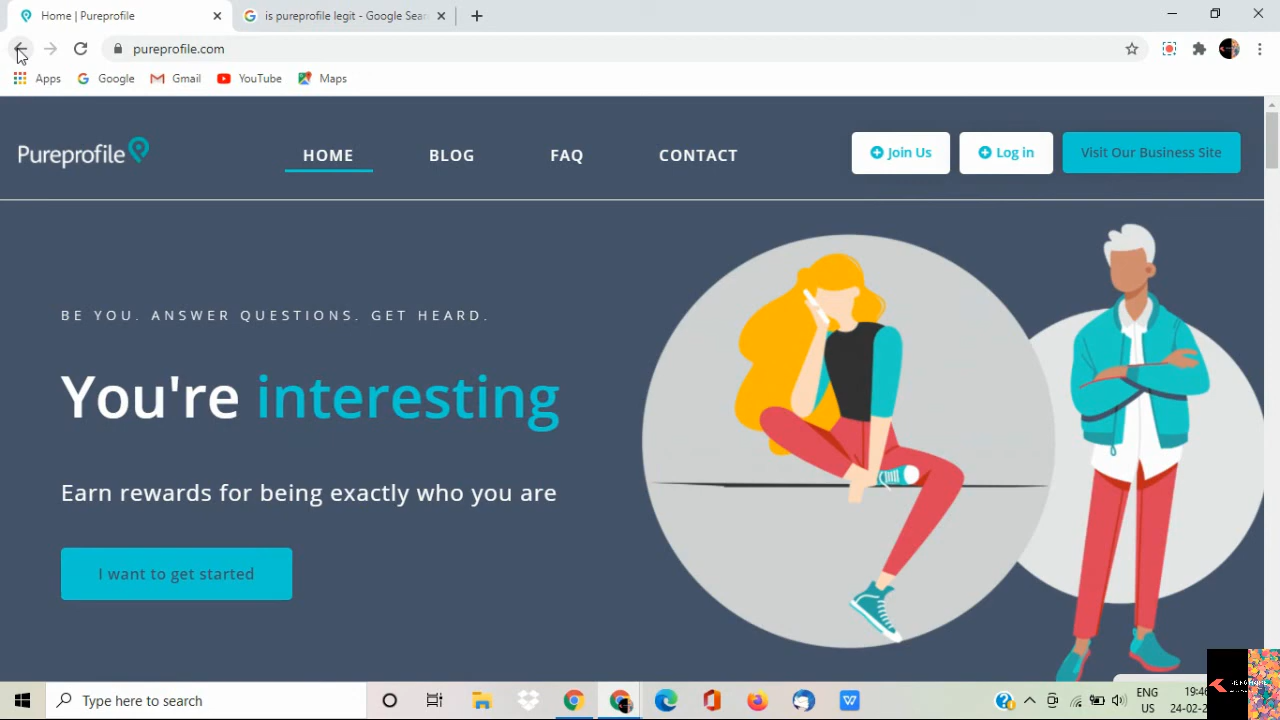 Home | Pureprofile
is pureprofile legit - Google Sear
pureprofile.com
Apps Google Gmail YouTube Maps
Pureprofile HOME BLOG FAQ CONTACT Join Us Log in Visit Our Business Site
BE YOU. ANSWER QUESTIONS. GET HEARD.
You're interesting
Earn rewards for being exactly who you are
I want to get started
Type here to search
ENG
US
19:46
24-02-2